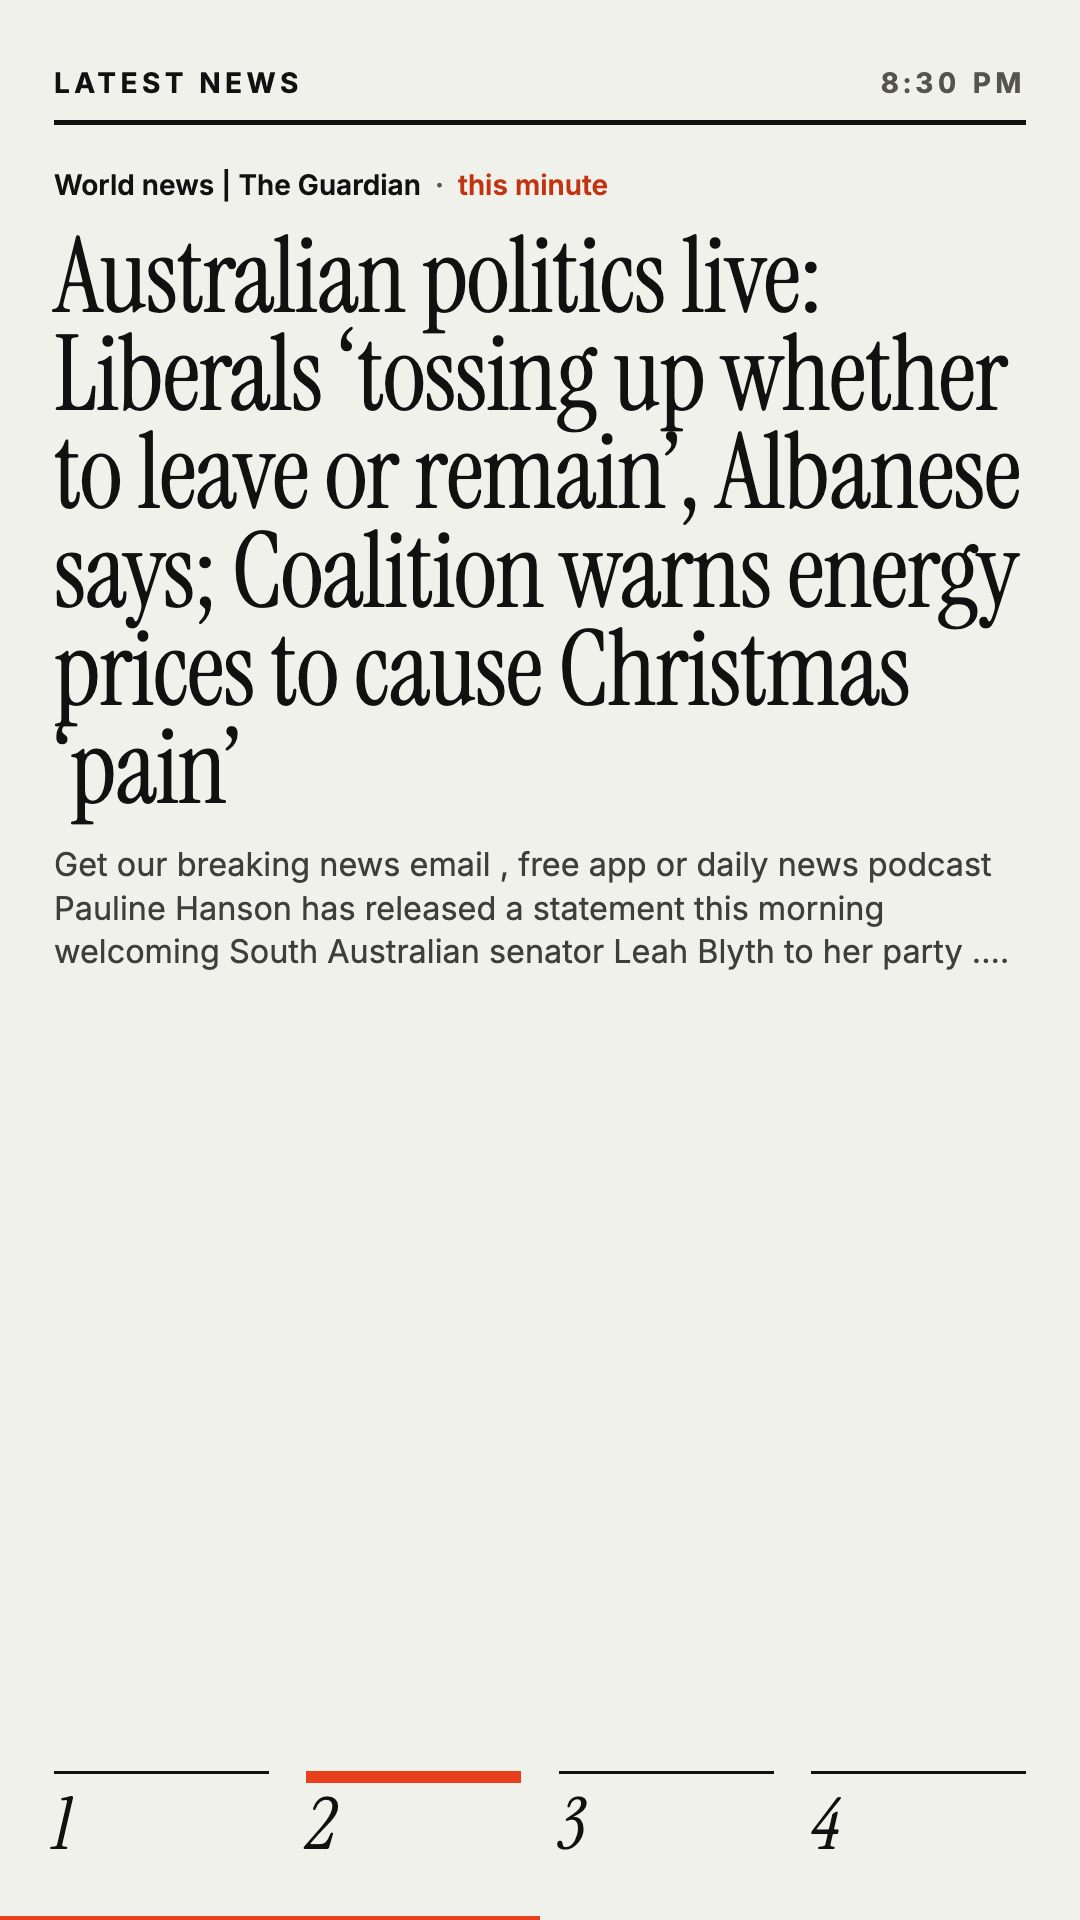 LATEST NEWS
8:30 PM
World news | The Guardian · this minute
Australian politics live:
Liberals ‘tossing up whether
to leave or remain’, Albanese
says; Coalition warns energy
prices to cause Christmas
‘pain’
Get our breaking news email , free app or daily news podcast
Pauline Hanson has released a statement this morning
welcoming South Australian senator Leah Blyth to her party ....
1
2
3
4